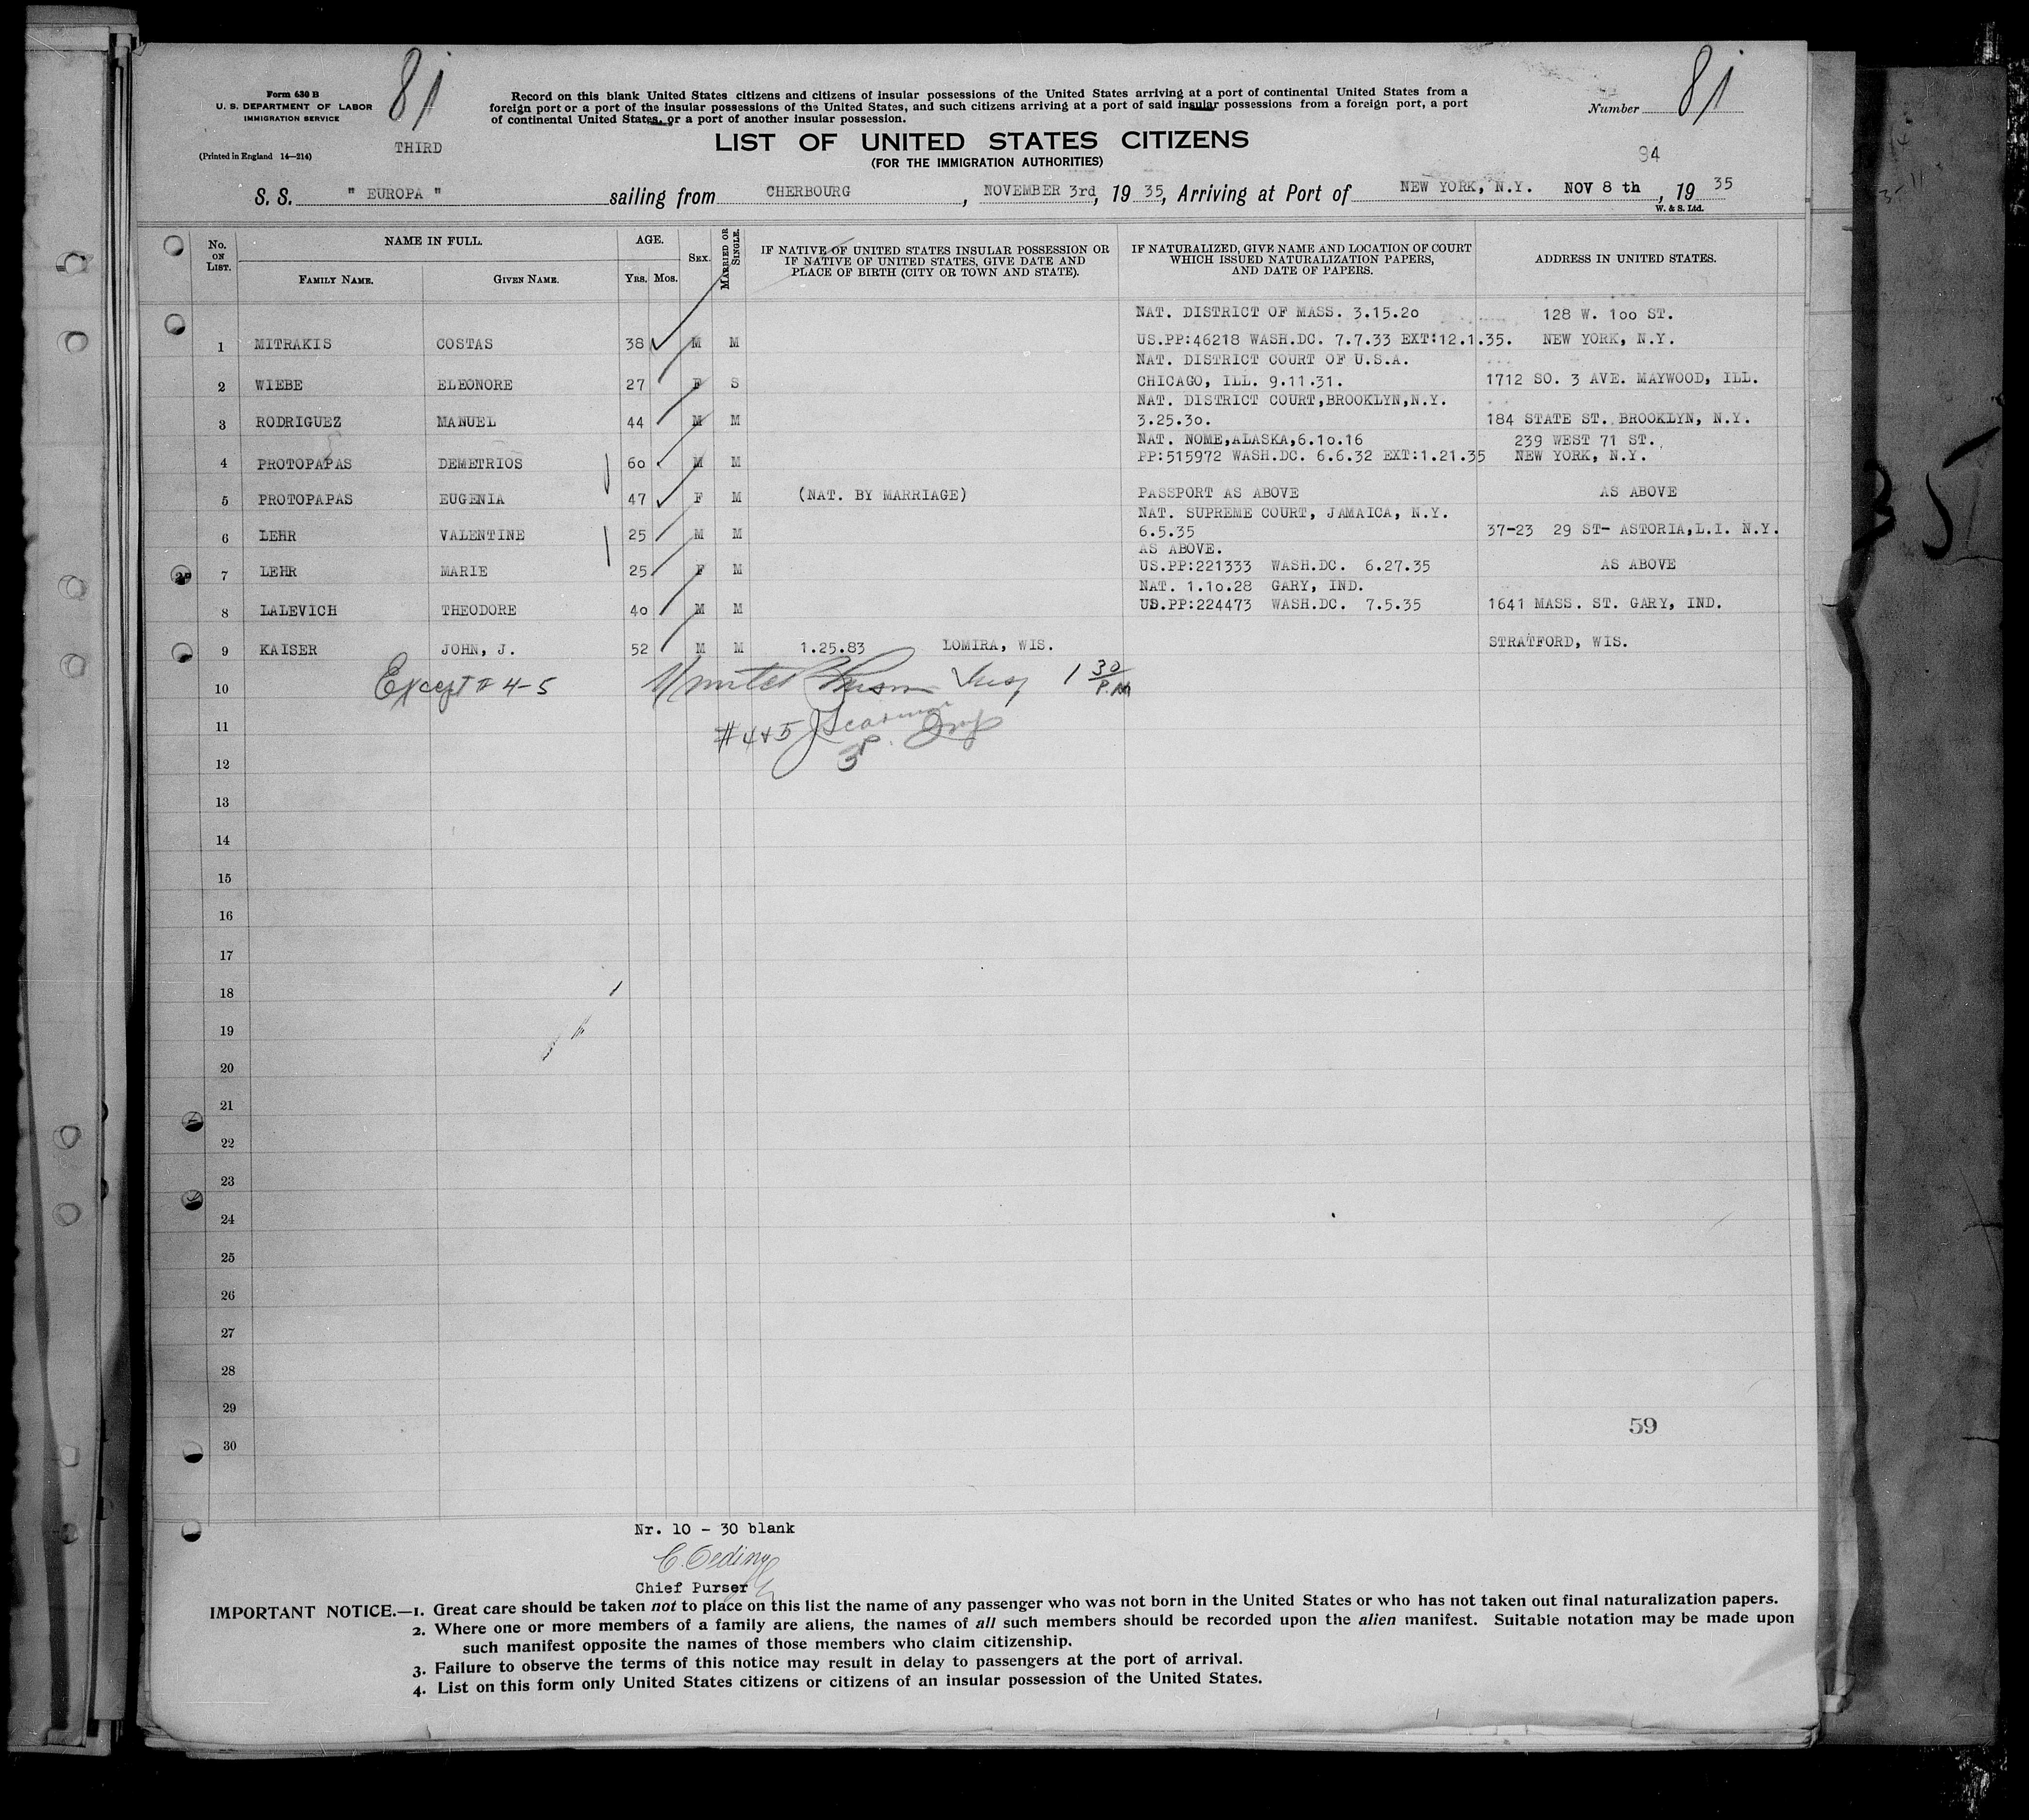 81
Form 630 B
U. S. DEPARTMENT OF LABOR
IMMIGRATION SERVICE
(Printed in England 14—214)
THIRD
Record on this blank United States citizens and citizens of insular possessions of the United States arriving at a port of continental United States from a
foreign port or a port of the insular possessions of the United States, and such citizens arriving at a port of said insular possessions from a foreign port, a port
of continental United States, or a port of another insular possession.
Number 81
LIST OF UNITED STATES CITIZENS
(FOR THE IMMIGRATION AUTHORITIES)
94
S. S. " EUROPA " sailing from CHERBOURG, NOVEMBER 3rd, 19 35, Arriving at Port of NEW YORK, N.Y. NOV 8 th, 19 35
W. & S. Ltd.
No. ON LIST. NAME IN FULL. AGE. SEX. MARRIED OR SINGLE. IF NATIVE OF UNITED STATES INSULAR POSSESSION OR IF NATIVE OF UNITED STATES, GIVE DATE AND PLACE OF BIRTH (CITY OR TOWN AND STATE). IF NATURALIZED, GIVE NAME AND LOCATION OF COURT WHICH ISSUED NATURALIZATION PAPERS, AND DATE OF PAPERS. ADDRESS IN UNITED STATES.
FAMILY NAME. GIVEN NAME. YRS. MOS.
NAT. DISTRICT OF MASS. 3.15.20 128 W. 100 ST.
1 MITRAKIS COSTAS 38 M M US.PP:46218 WASH.DC. 7.7.33 EXT:12.1.35. NEW YORK, N.Y.
NAT. DISTRICT COURT OF U.S.A.
2 WIEBE ELEONORE 27 F S CHICAGO, ILL. 9.11.31. 1712 SO. 3 AVE. MAYWOOD, ILL.
NAT. DISTRICT COURT,BROOKLYN,N.Y.
3 RODRIGUEZ MANUEL 44 M M 3.25.30. 184 STATE ST. BROOKLYN, N.Y.
NAT. NOME,ALASKA,6.10.16 239 WEST 71 ST.
4 PROTOPAPAS DEMETRIOS 60 M M PP:515972 WASH.DC. 6.6.32 EXT:1.21.35 NEW YORK, N.Y.
5 PROTOPAPAS EUGENIA 47 F M (NAT. BY MARRIAGE) PASSPORT AS ABOVE AS ABOVE
NAT. SUPREME COURT, JAMAICA, N.Y.
6 LEHR VALENTINE 25 M M 6.5.35 37-23 29 ST- ASTORIA,L.I. N.Y.
AS ABOVE.
7 LEHR MARIE 25 F M US.PP:221333 WASH.DC. 6.27.35 AS ABOVE
NAT. 1.10.28 GARY, IND.
8 LALEVICH THEODORE 40 M M US.PP:224473 WASH.DC. 7.5.35 1641 MASS. ST. GARY, IND.
9 KAISER JOHN, J. 52 M M 1.25.83 LOMIRA, WIS. STRATFORD, WIS.
10 Except # 4-5 1 30 P.M
11 # 4+5
12
13
14
15
16
17
18
19
20
21
22
23
24
25
26
27
28
29
59
30
Nr. 10 - 30 blank
C. Oeding
Chief Purser
IMPORTANT NOTICE.—1. Great care should be taken not to place on this list the name of any passenger who was not born in the United States or who has not taken out final naturalization papers.
2. Where one or more members of a family are aliens, the names of all such members should be recorded upon the alien manifest. Suitable notation may be made upon
such manifest opposite the names of those members who claim citizenship.
3. Failure to observe the terms of this notice may result in delay to passengers at the port of arrival.
4. List on this form only United States citizens or citizens of an insular possession of the United States.